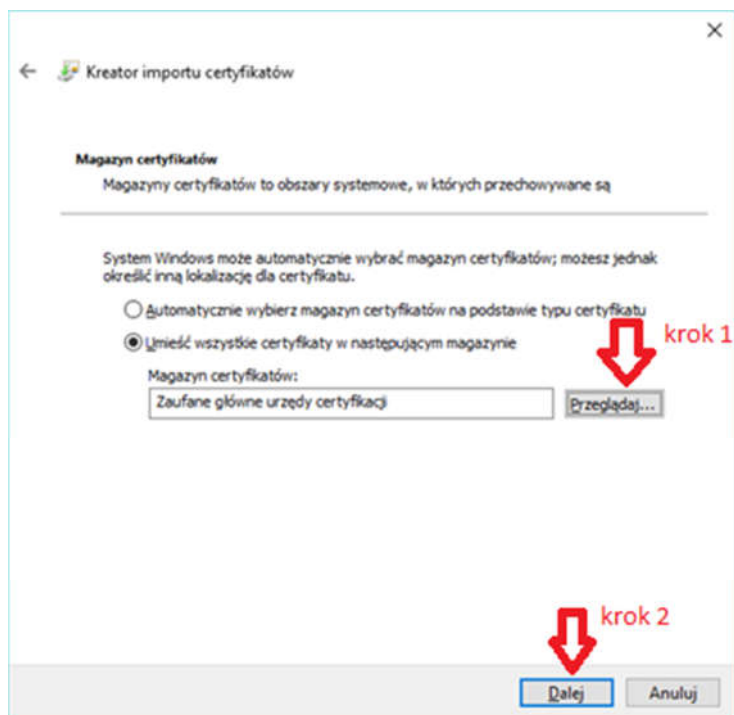 Kreator importu certyfikatów
Magazyn certyfikatów
Magazyny certyfikatów to obszary systemowe, w których przechowywane są
System Windows może automatycznie wybrać magazyn certyfikatów; możesz jednak
określić inną lokalizację dla certyfikatu.
Automatycznie wybierz magazyn certyfikatów na podstawie typu certyfikatu
krok 1
Umieść wszystkie certyfikaty w następującym magazynie
Magazyn certyfikatów:
Zaufane główne urzędy certyfikacji
Przeglądaj...
krok 2
Dalej
Anuluj